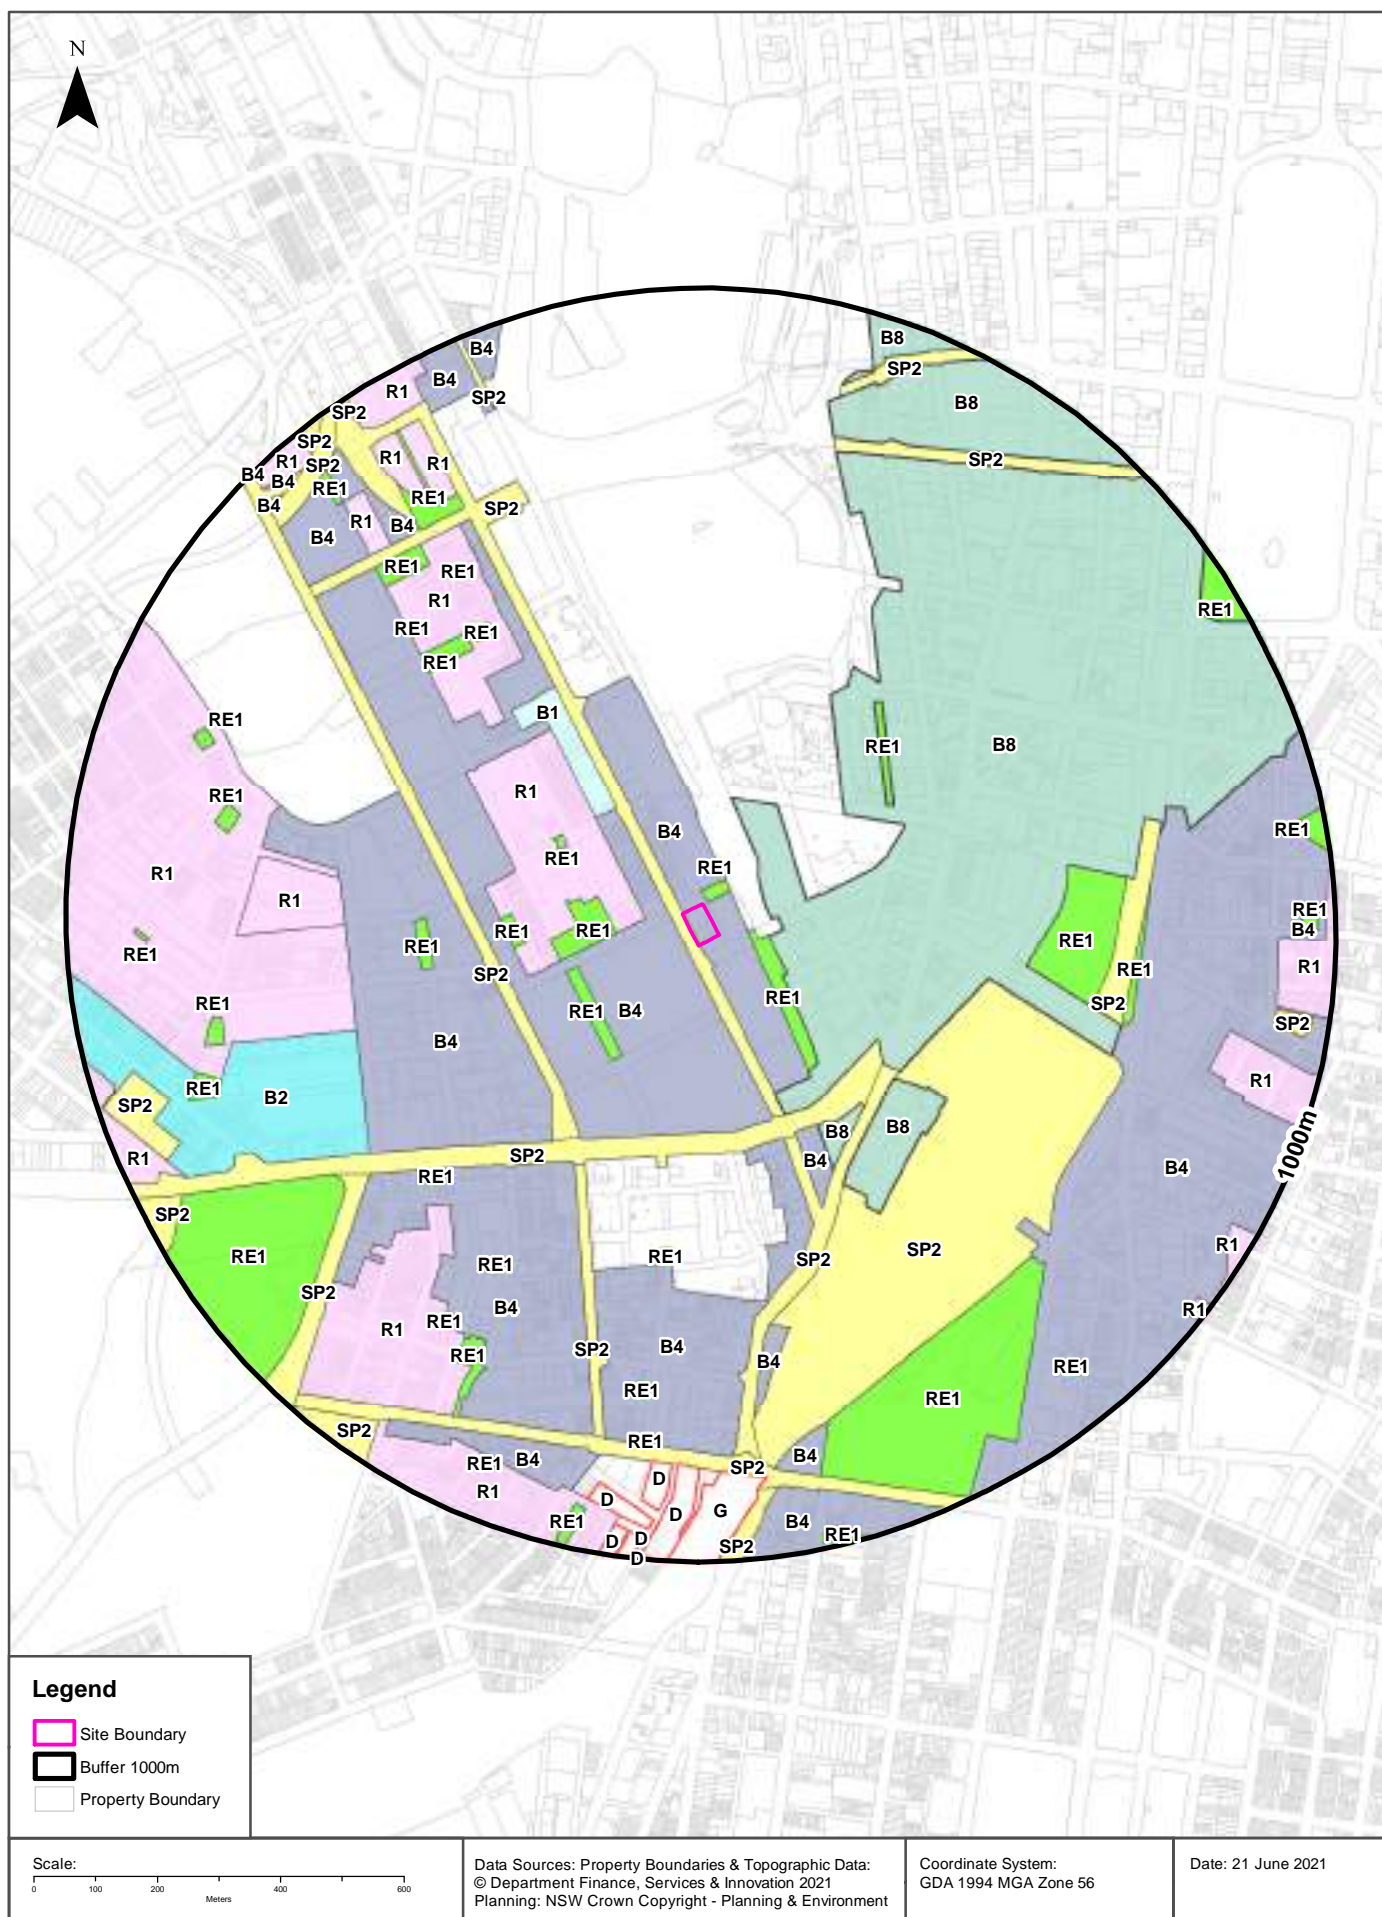 N
B8
B4
SP2
B4
R1
SP2
B8
SP2
SP2
R1
R1
SP2
SP2
B4
B4
RE1
R1
RE1
SP2
B4
R1
B4
B4
RE1
RE1
R1
RE1
RE1
RE1
RE1
B1
RE1
RE1
B8
R1
RE1
B4
RE1
RE1
RE1
R1
R1
RE1
B4
RE1
RE1
RE1
RE1
RE1
R1
RE1
SP2
RE1
RE1
RE1
RE1
B4
SP2
SP2
B4
RE1
B2
R1
SP2
1000m
B8
B8
SP2
R1
B4
B4
RE1
SP2
R1
RE1
RE1
RE1
SP2
SP2
SP2
B4
R1
RE1
R1
SP2
B4
B4
RE1
RE1
RE1
RE1
SP2
RE1
B4
B4
RE1
SP2
R1
D
D
D
G
B4
RE1
D
D
SP2
RE1
D
Legend
Site Boundary
Buffer 1000m
Property Boundary
Scale:
0 100 200 400 600
Meters
Data Sources: Property Boundaries & Topographic Data:
© Department Finance, Services & Innovation 2021
Planning: NSW Crown Copyright - Planning & Environment
Coordinate System:
GDA 1994 MGA Zone 56
Date: 21 June 2021